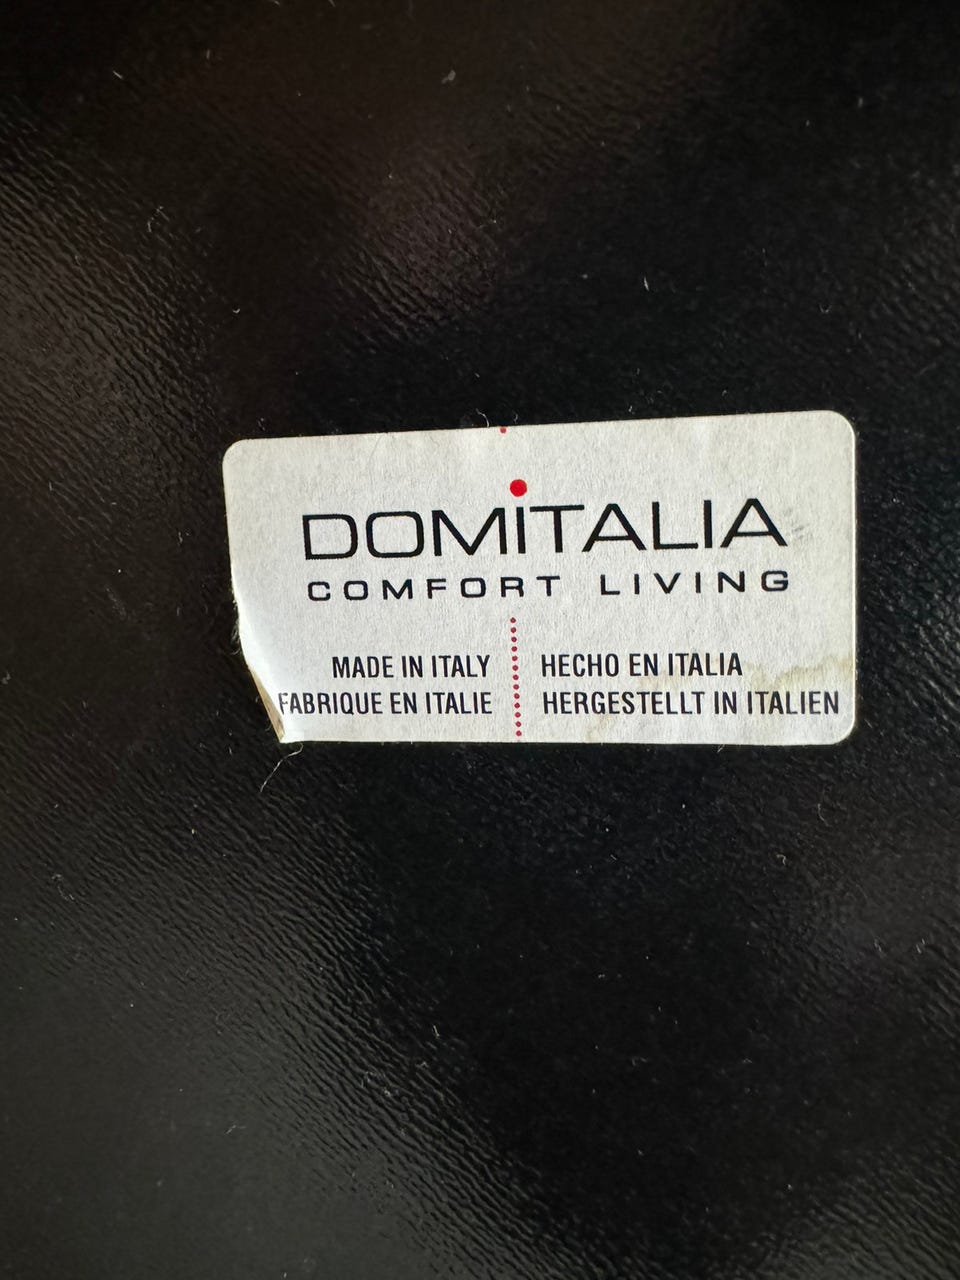 DOMiTALIA
COMFORT LIVING
MADE IN ITALY
FABRIQUE EN ITALIE
HECHO EN ITALIA
HERGESTELLT IN ITALIEN